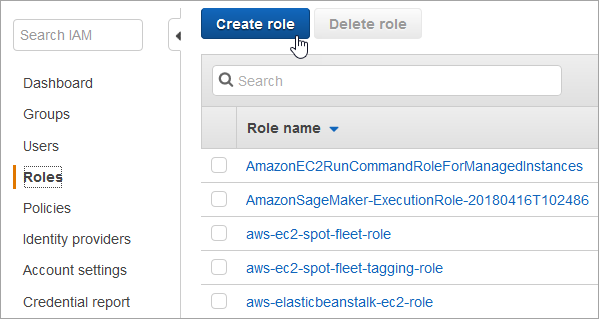 Search IAM
Dashboard
Groups
Users
Roles
Policies
Identity providers
Account settings
Credential report
Create role
Delete role
Search
Role name
AmazonEC2RunCommandRoleForManagedInstances
AmazonSageMaker-ExecutionRole-20180416T102486
aws-ec2-spot-fleet-role
aws-ec2-spot-fleet-tagging-role
aws-elasticbeanstalk-ec2-role